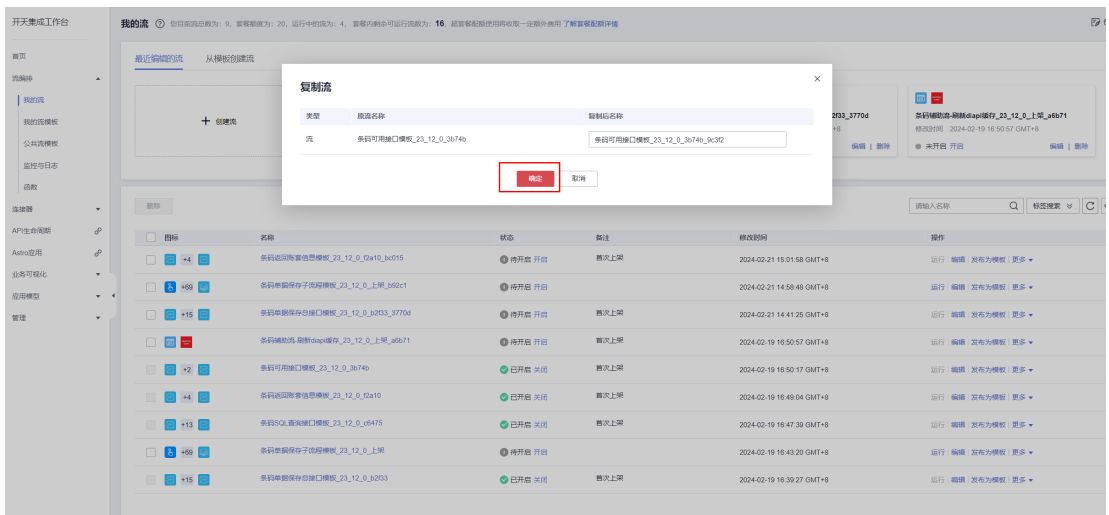 开天集成工作台
我的流 您目前流总数为: 9, 套餐额度为: 20, 运行中的流为: 4, 套餐内剩余可运行流数为: 16, 超套餐配额使用将收取一定额外费用 了解套餐配额详情
首页
流编排
我的流
我的流模板
公共流模板
监控与日志
函数
连接器
API生命周期
Astro应用
业务可视化
应用模型
管理
最近编辑的流 从模板创建流
创建流
复制流
类型 原流名称 复制后名称
流 条码可用接口模板_23_12_0_3b74b 条码可用接口模板_23_12_0_3b74b_9c3f2
确定 取消
2f33_3770d
+8
编辑 | 删除
条码辅助流-刷新diapi缓存_23_12_0_上架_a6b71
修改时间 2024-02-19 16:50:57 GMT+8
未开启 开启 编辑 | 删除
删除 请输入名称 标签搜索
图标 名称 状态 备注 修改时间 操作
+4 条码返回账套信息模板_23_12_0_f2a10_bc015 待开启 开启 首次上架 2024-02-21 15:01:58 GMT+8 运行 | 编辑 | 发布为模板 | 更多
+69 条码单据保存子流程模板_23_12_0_上架_b92c1 待开启 开启 2024-02-21 14:58:48 GMT+8 运行 | 编辑 | 发布为模板 | 更多
+15 条码单据保存总接口模板_23_12_0_b2f33_3770d 待开启 开启 首次上架 2024-02-21 14:41:25 GMT+8 运行 | 编辑 | 发布为模板 | 更多
条码辅助流-刷新diapi缓存_23_12_0_上架_a6b71 待开启 开启 首次上架 2024-02-19 16:50:57 GMT+8 运行 | 编辑 | 发布为模板 | 更多
+2 条码可用接口模板_23_12_0_3b74b 已开启 关闭 首次上架 2024-02-19 16:50:17 GMT+8 运行 | 编辑 | 发布为模板 | 更多
+4 条码返回账套信息模板_23_12_0_f2a10 已开启 关闭 首次上架 2024-02-19 16:49:04 GMT+8 运行 | 编辑 | 发布为模板 | 更多
+13 条码SQL查询接口模板_23_12_0_c6475 已开启 关闭 首次上架 2024-02-19 16:47:39 GMT+8 运行 | 编辑 | 发布为模板 | 更多
+69 条码单据保存子流程模板_23_12_0_上架 待开启 开启 2024-02-19 16:43:20 GMT+8 运行 | 编辑 | 发布为模板 | 更多
+15 条码单据保存总接口模板_23_12_0_b2f33 已开启 关闭 首次上架 2024-02-19 16:39:27 GMT+8 运行 | 编辑 | 发布为模板 | 更多